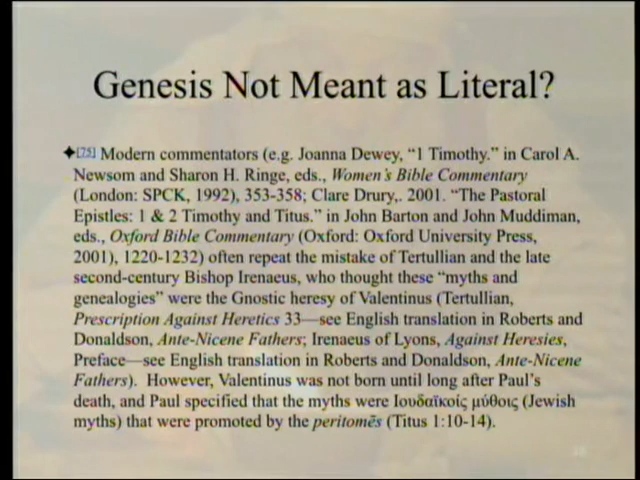 Genesis Not Meant as Literal?
✦[75] Modern commentators (e.g. Joanna Dewey, “1 Timothy.” in Carol A.
Newsom and Sharon H. Ringe, eds., Women's Bible Commentary
(London: SPCK, 1992), 353-358; Clare Drury,. 2001. “The Pastoral
Epistles: 1 & 2 Timothy and Titus.” in John Barton and John Muddiman,
eds., Oxford Bible Commentary (Oxford: Oxford University Press,
2001), 1220-1232) often repeat the mistake of Tertullian and the late
second-century Bishop Irenaeus, who thought these “myths and
genealogies” were the Gnostic heresy of Valentinus (Tertullian,
Prescription Against Heretics 33—see English translation in Roberts and
Donaldson, Ante-Nicene Fathers; Irenaeus of Lyons, Against Heresies,
Preface—see English translation in Roberts and Donaldson, Ante-Nicene
Fathers). However, Valentinus was not born until long after Paul's
death, and Paul specified that the myths were Ιουδαϊκοίς μύθοις (Jewish
myths) that were promoted by the peritomēs (Titus 1:10-14).